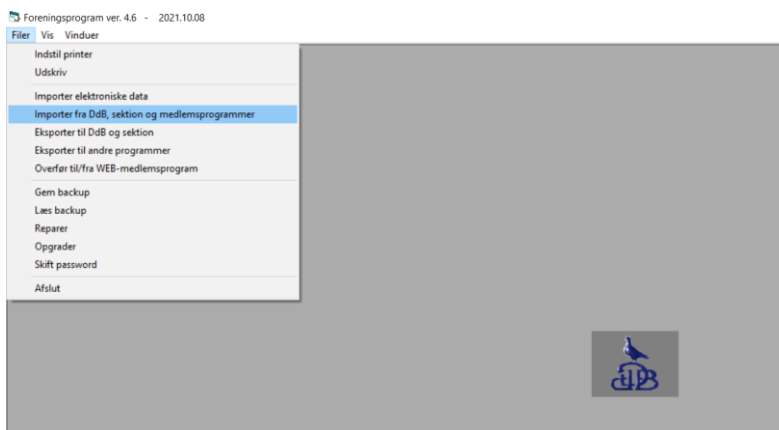 Foreningsprogram ver. 4.6 - 2021.10.08
Filer Vis Vinduer
Indstil printer
Udskriv
Importer elektroniske data
Importer fra DdB, sektion og medlemsprogrammer
Eksporter til DdB og sektion
Eksporter til andre programmer
Overfør til/fra WEB-medlemsprogram
Gem backup
Læs backup
Reparer
Opgrader
Skift password
Afslut